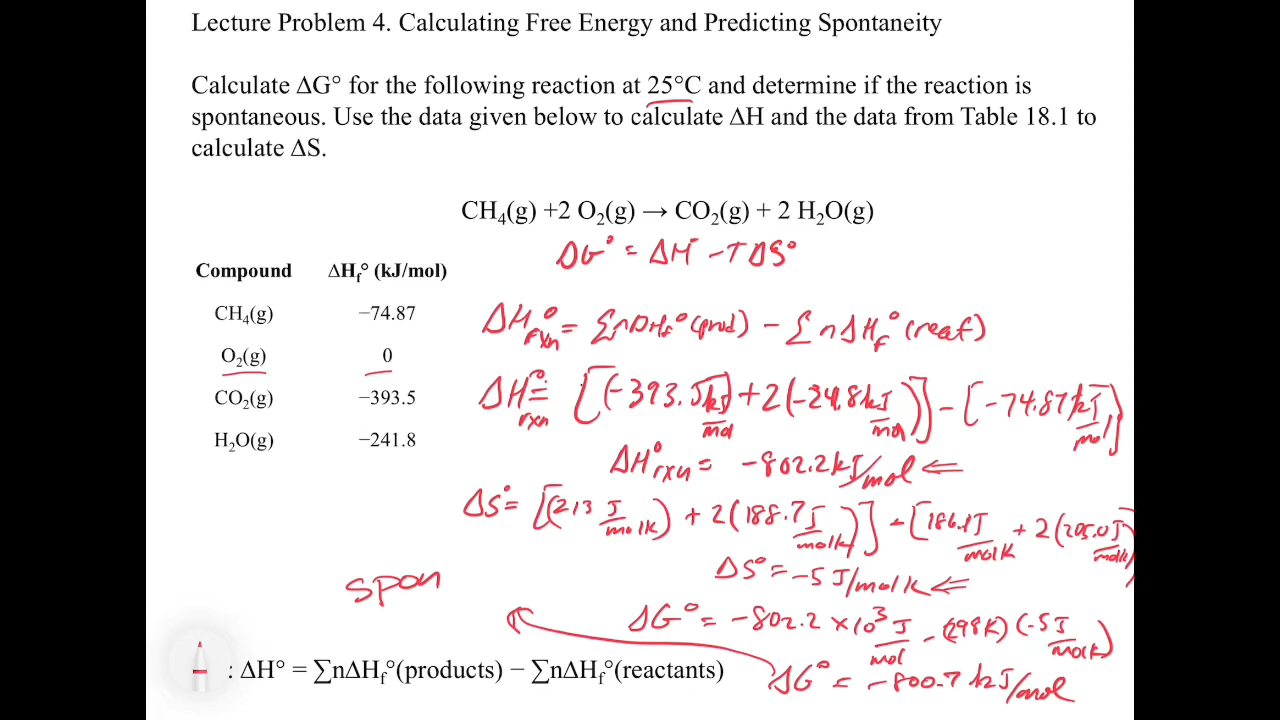 Lecture Problem 4. Calculating Free Energy and Predicting Spontaneity
Calculate ΔG° for the following reaction at 25°C and determine if the reaction is
spontaneous. Use the data given below to calculate ΔH and the data from Table 18.1 to
calculate ΔS.
CH₄(g) +2 O₂(g) → CO₂(g) + 2 H₂O(g)
ΔG° = ΔH° - TΔS°
Compound ΔHf° (kJ/mol)
CH₄(g) −74.87
O₂(g) 0
CO₂(g) −393.5
H₂O(g) −241.8
ΔH°rxn = ΣnΔHf°(prod) - ΣnΔHf°(reat)
ΔH°rxn = [(-393.5 kJ/mol) + 2(-24.8 kJ/mol)] - [-74.87 kJ/mol]
ΔH°rxn = -802.2 kJ/mol ⇐
ΔS° = [(213 J/molK) + 2(188.7 J/molK)] - [186.1 J/molK + 2(205.0 J/molK)
ΔS° = -5 J/molK ⇐
spon
ΔG° = -802.2 × 10³ J/mol - (298K)(-5 J/molK)
ΔG° = -800.7 kJ/mol
: ΔH° = ∑nΔHf°(products) − ∑nΔHf°(reactants)